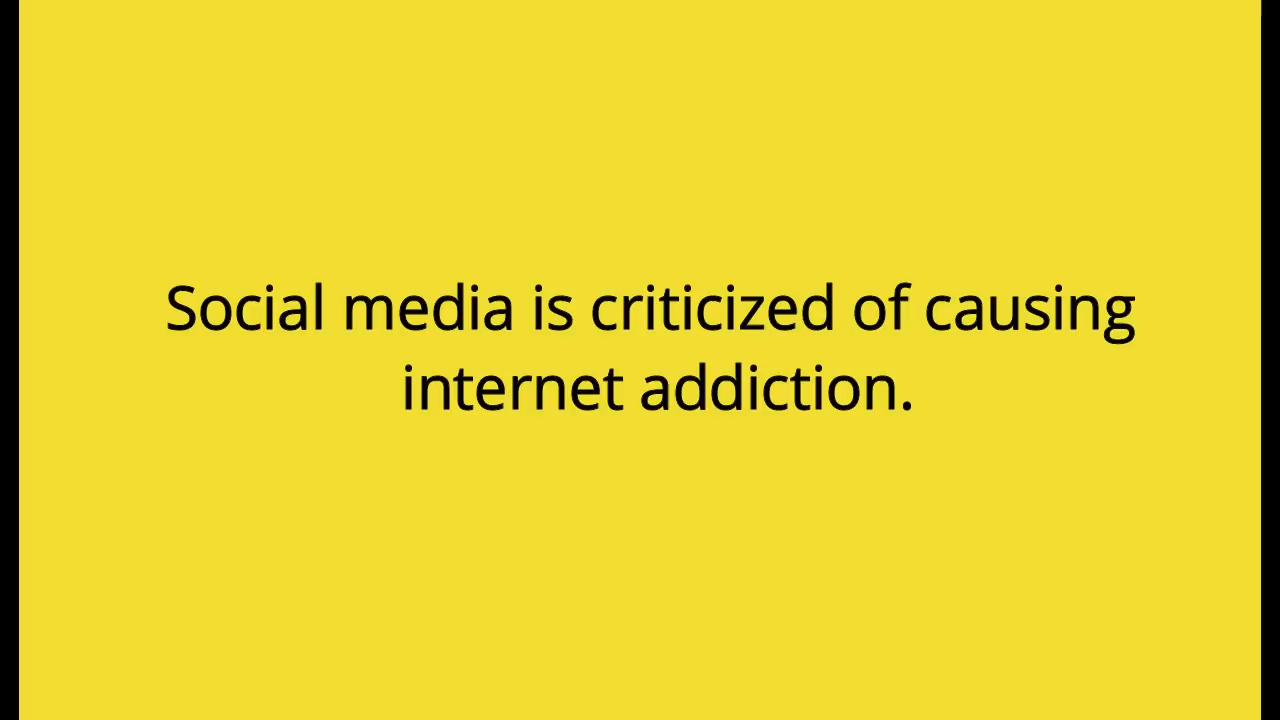 Social media is criticized of causing
internet addiction.